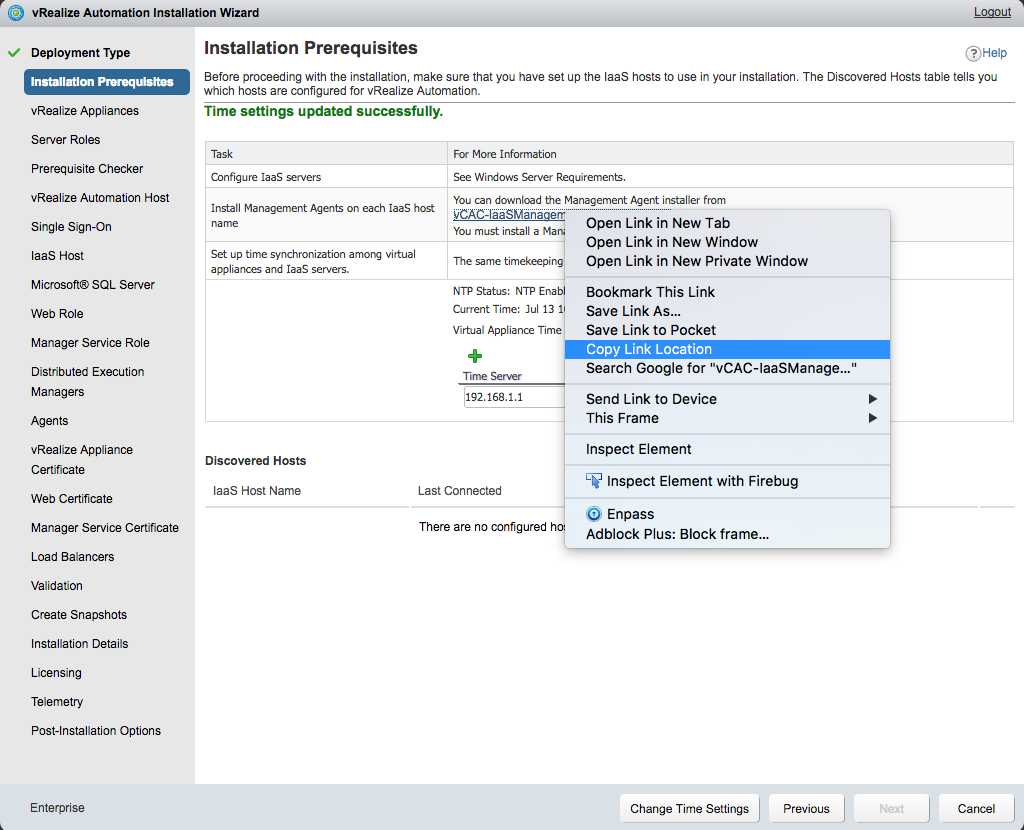 vRealize Automation Installation Wizard
Logout
Deployment Type
Installation Prerequisites
vRealize Appliances
Server Roles
Prerequisite Checker
vRealize Automation Host
Single Sign-On
IaaS Host
Microsoft® SQL Server
Web Role
Manager Service Role
Distributed Execution
Managers
Agents
vRealize Appliance
Certificate
Web Certificate
Manager Service Certificate
Load Balancers
Validation
Create Snapshots
Installation Details
Licensing
Telemetry
Post-Installation Options
Installation Prerequisites
? Help
Before proceeding with the installation, make sure that you have set up the IaaS hosts to use in your installation. The Discovered Hosts table tells you
which hosts are configured for vRealize Automation.
Time settings updated successfully.
Task
For More Information
Configure IaaS servers
See Windows Server Requirements.
Install Management Agents on each IaaS host
name
You can download the Management Agent installer from
vCAC-IaaSManagem
You must install a Mana
Set up time synchronization among virtual
appliances and IaaS servers.
The same timekeeping
NTP Status: NTP Enabl
Current Time: Jul 13 10
Virtual Appliance Time
Time Server
192.168.1.1
Open Link in New Tab
Open Link in New Window
Open Link in New Private Window
Bookmark This Link
Save Link As...
Save Link to Pocket
Copy Link Location
Search Google for "vCAC-IaaSManage..."
Send Link to Device
This Frame
Inspect Element
Inspect Element with Firebug
Enpass
Adblock Plus: Block frame...
Discovered Hosts
IaaS Host Name
Last Connected
There are no configured hos
Enterprise
Change Time Settings
Previous
Next
Cancel